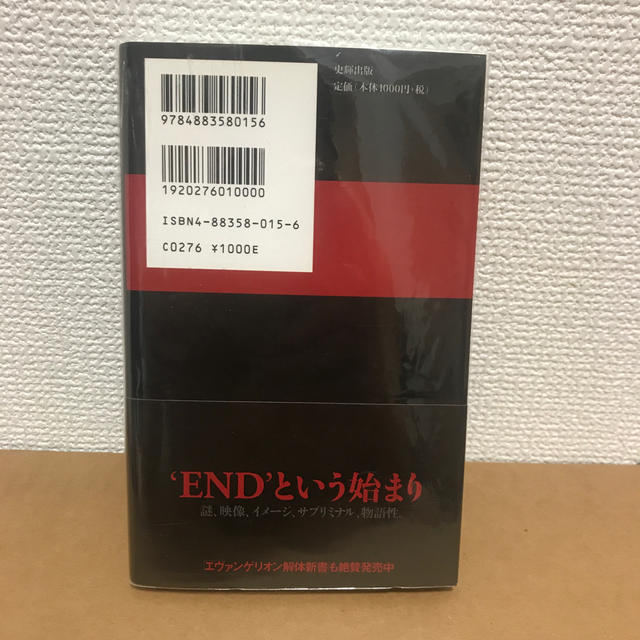 9784883580156
1920276010000
ISBN4-88358-015-6
C0276 ¥1000E
史輝出版
定価(本体1000円+税)
‘END’という始まり
謎、映像、イメージ、サブリミナル、物語性。
エヴァンゲリオン解体新書も絶賛発売中